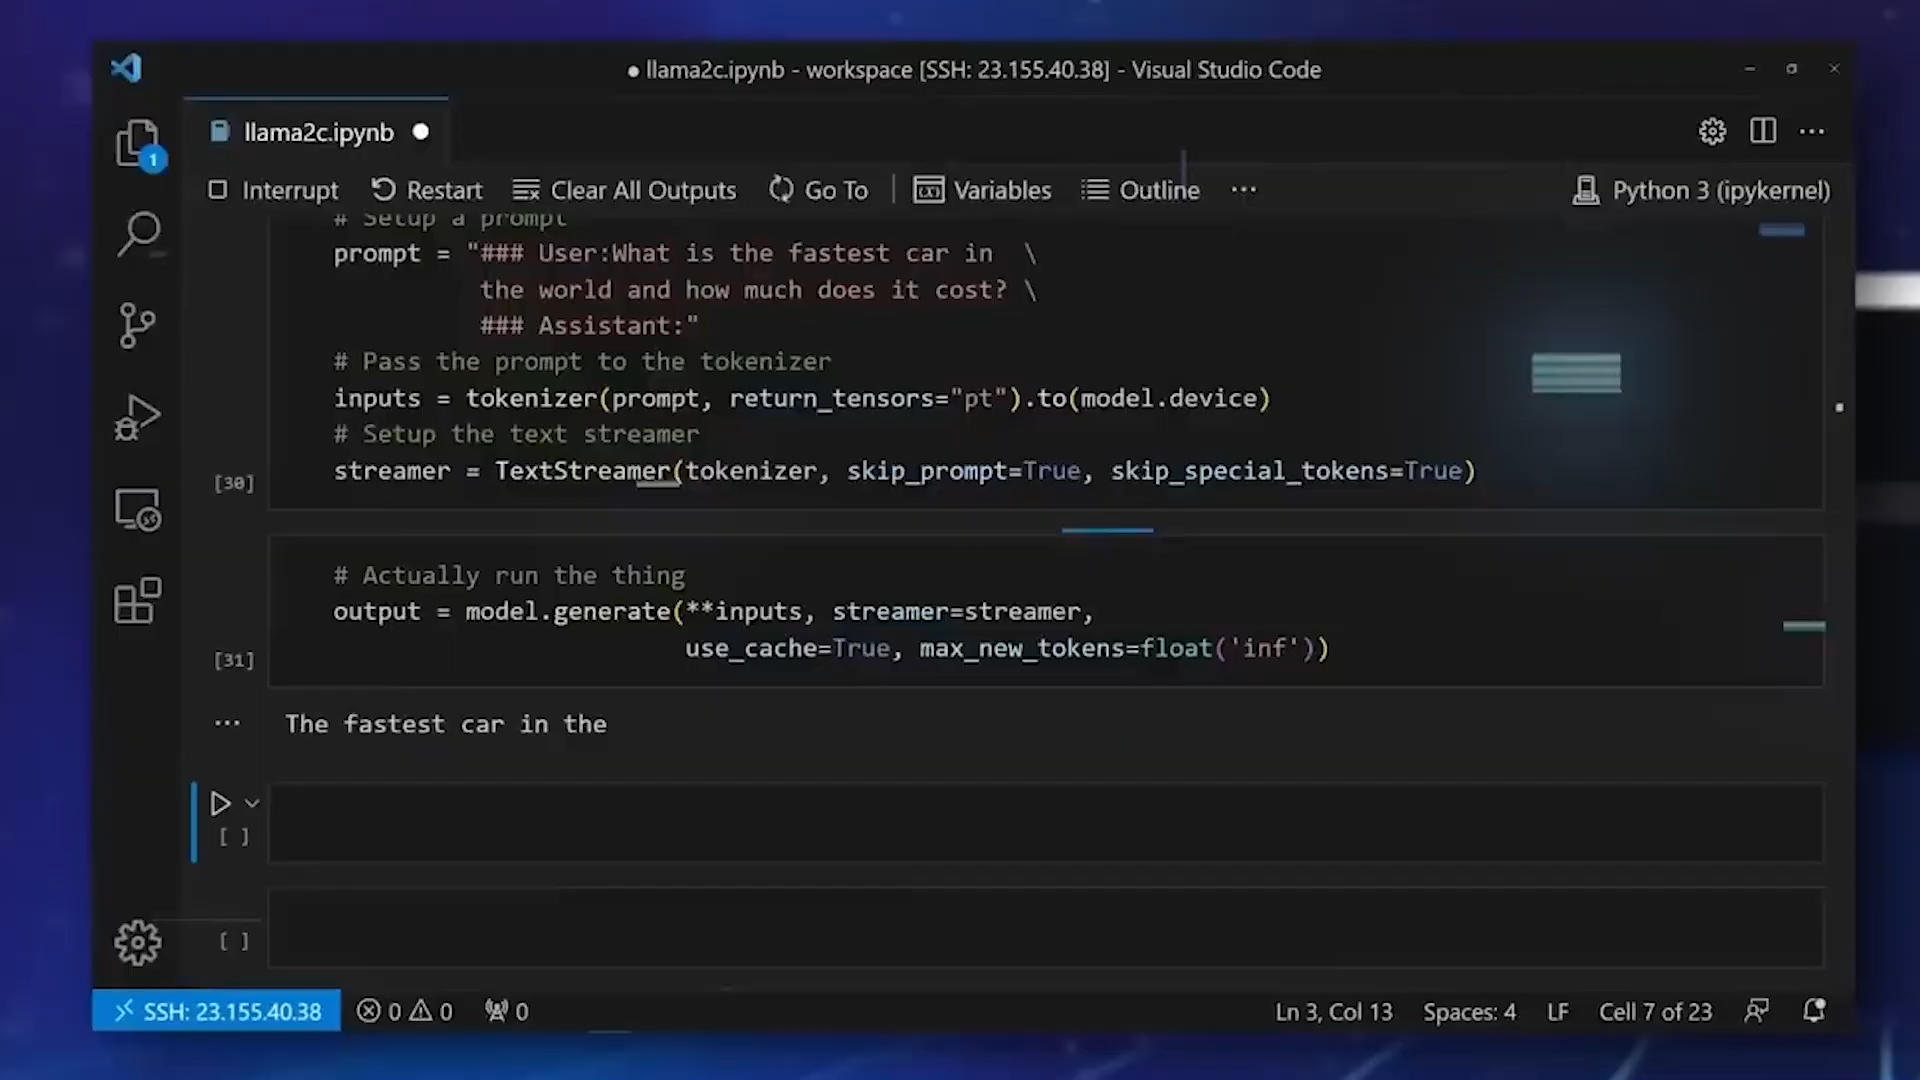 ● llama2c.ipynb - workspace [SSH: 23.155.40.38] - Visual Studio Code
llama2c.ipynb
1
Interrupt Restart Clear All Outputs Go To Variables Outline ··· Python 3 (ipykernel)
# Setup a prompt
prompt = "### User:What is the fastest car in \
the world and how much does it cost? \
### Assistant:"
# Pass the prompt to the tokenizer
inputs = tokenizer(prompt, return_tensors="pt").to(model.device)
# Setup the text streamer
streamer = TextStreamer(tokenizer, skip_prompt=True, skip_special_tokens=True)
[30]
# Actually run the thing
output = model.generate(**inputs, streamer=streamer,
use_cache=True, max_new_tokens=float('inf'))
[31]
··· The fastest car in the
[ ]
[ ]
SSH: 23.155.40.38 0 0 0 Ln 3, Col 13 Spaces: 4 LF Cell 7 of 23